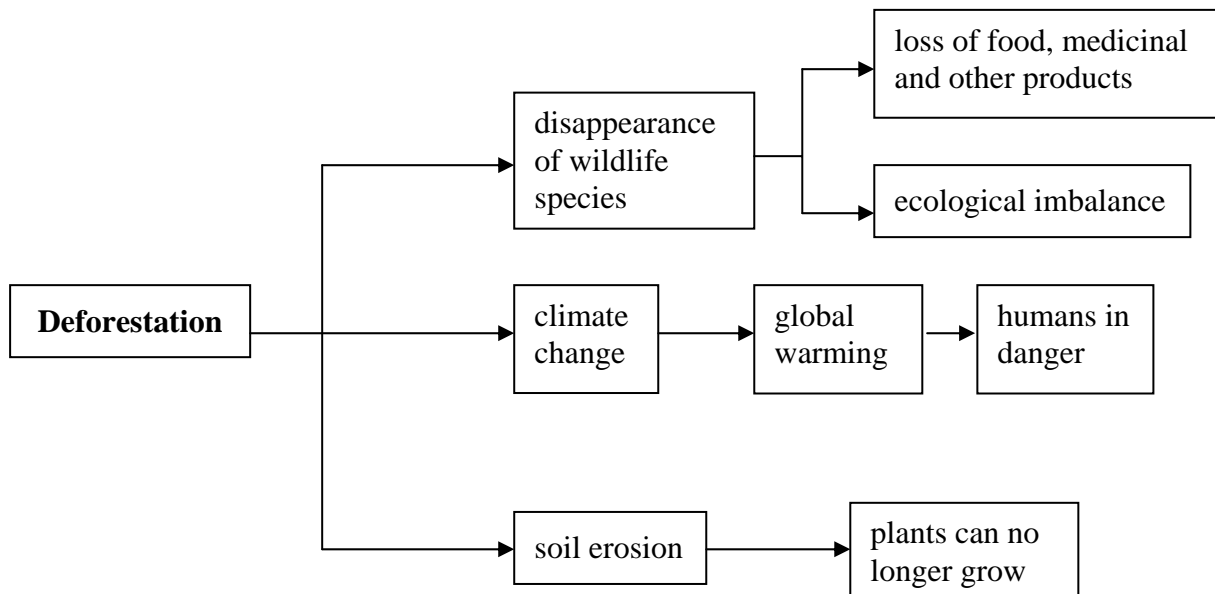 loss of food, medicinal
and other products
disappearance
of wildlife
species
ecological imbalance
Deforestation
climate
change
global
warming
humans in
danger
soil erosion
plants can no
longer grow